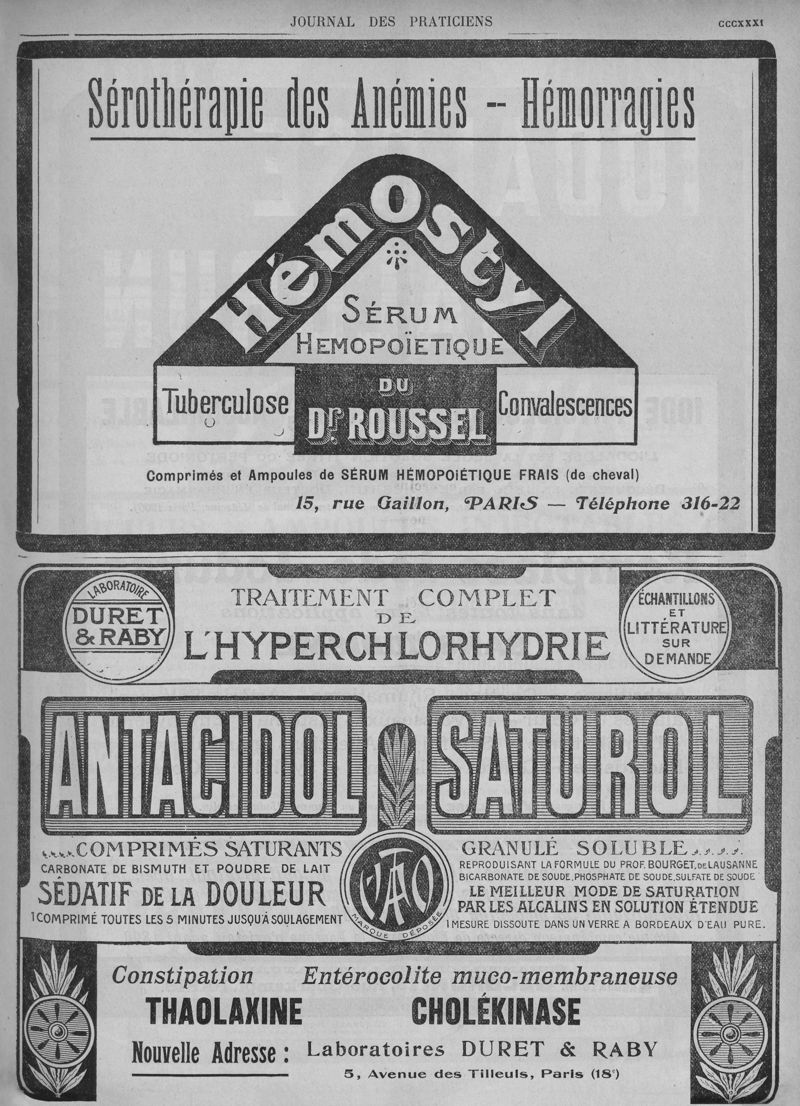 JOURNAL DES PRATICIENS
CCCXXXI
Sérothérapie des Anémies -- Hémorragies
HémOstyl
SÉRUM
HEMOPOÏETIQUE
DU
Dr. ROUSSEL
Tuberculose
Convalescences
Comprimés et Ampoules de SÉRUM HÉMOPOïÉTIQUE FRAIS (de cheval)
15, rue Gaillon, PARIS — Téléphone 316-22
LABORATOIRE
DURET
& RABY
TRAITEMENT COMPLET
DE
L'HYPERCHLORHYDRIE
ÉCHANTILLONS
ET
LITTÉRATURE
SUR
DEMANDE
ANTACIDOL
SATUROL
COMPRIMÉS SATURANTS
CARBONATE DE BISMUTH ET POUDRE DE LAIT
SÉDATIF DE LA DOULEUR
1 COMPRIMÉ TOUTES LES 5 MINUTES JUSQU'À SOULAGEMENT
MARQUE DÉPOSÉE
GRANULÉ SOLUBLE
REPRODUISANT LA FORMULE DU PROF. BOURGET, DE LAUSANNE
BICARBONATE DE SOUDE, PHOSPHATE DE SOUDE, SULFATE DE SOUDE
LE MEILLEUR MODE DE SATURATION
PAR LES ALCALINS EN SOLUTION ÉTENDUE
1 MESURE DISSOUTE DANS UN VERRE A BORDEAUX D'EAU PURE.
Constipation
Entérocolite muco-membraneuse
THAOLAXINE
CHOLÉKINASE
Nouvelle Adresse : Laboratoires DURET & RABY
5, Avenue des Tilleuls, Paris (18e)